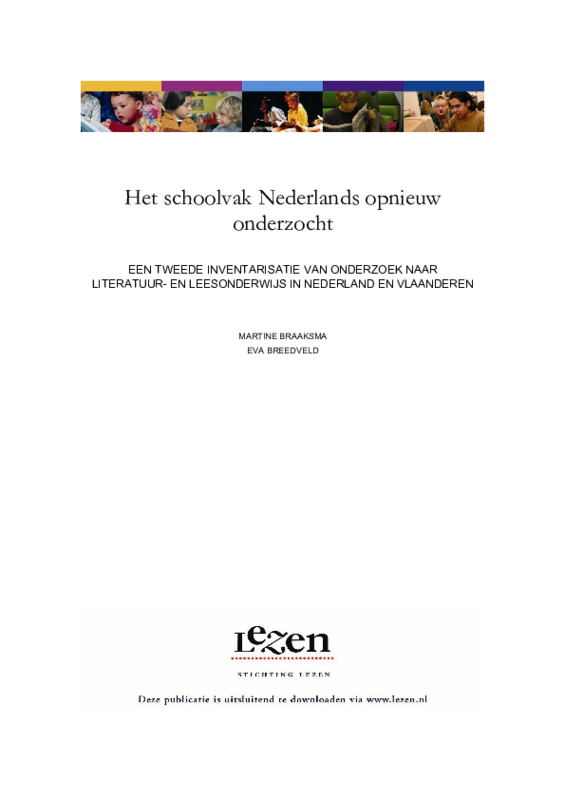 Het schoolvak Nederlands opnieuw
onderzocht
EEN TWEEDE INVENTARISATIE VAN ONDERZOEK NAAR
LITERATUUR- EN LEESONDERWIJS IN NEDERLAND EN VLAANDEREN
MARTINE BRAAKSMA
EVA BREEDVELD
Lezen
STICHTING LEZEN
Deze publicatie is uitsluitend te downloaden via www.lezen.nl